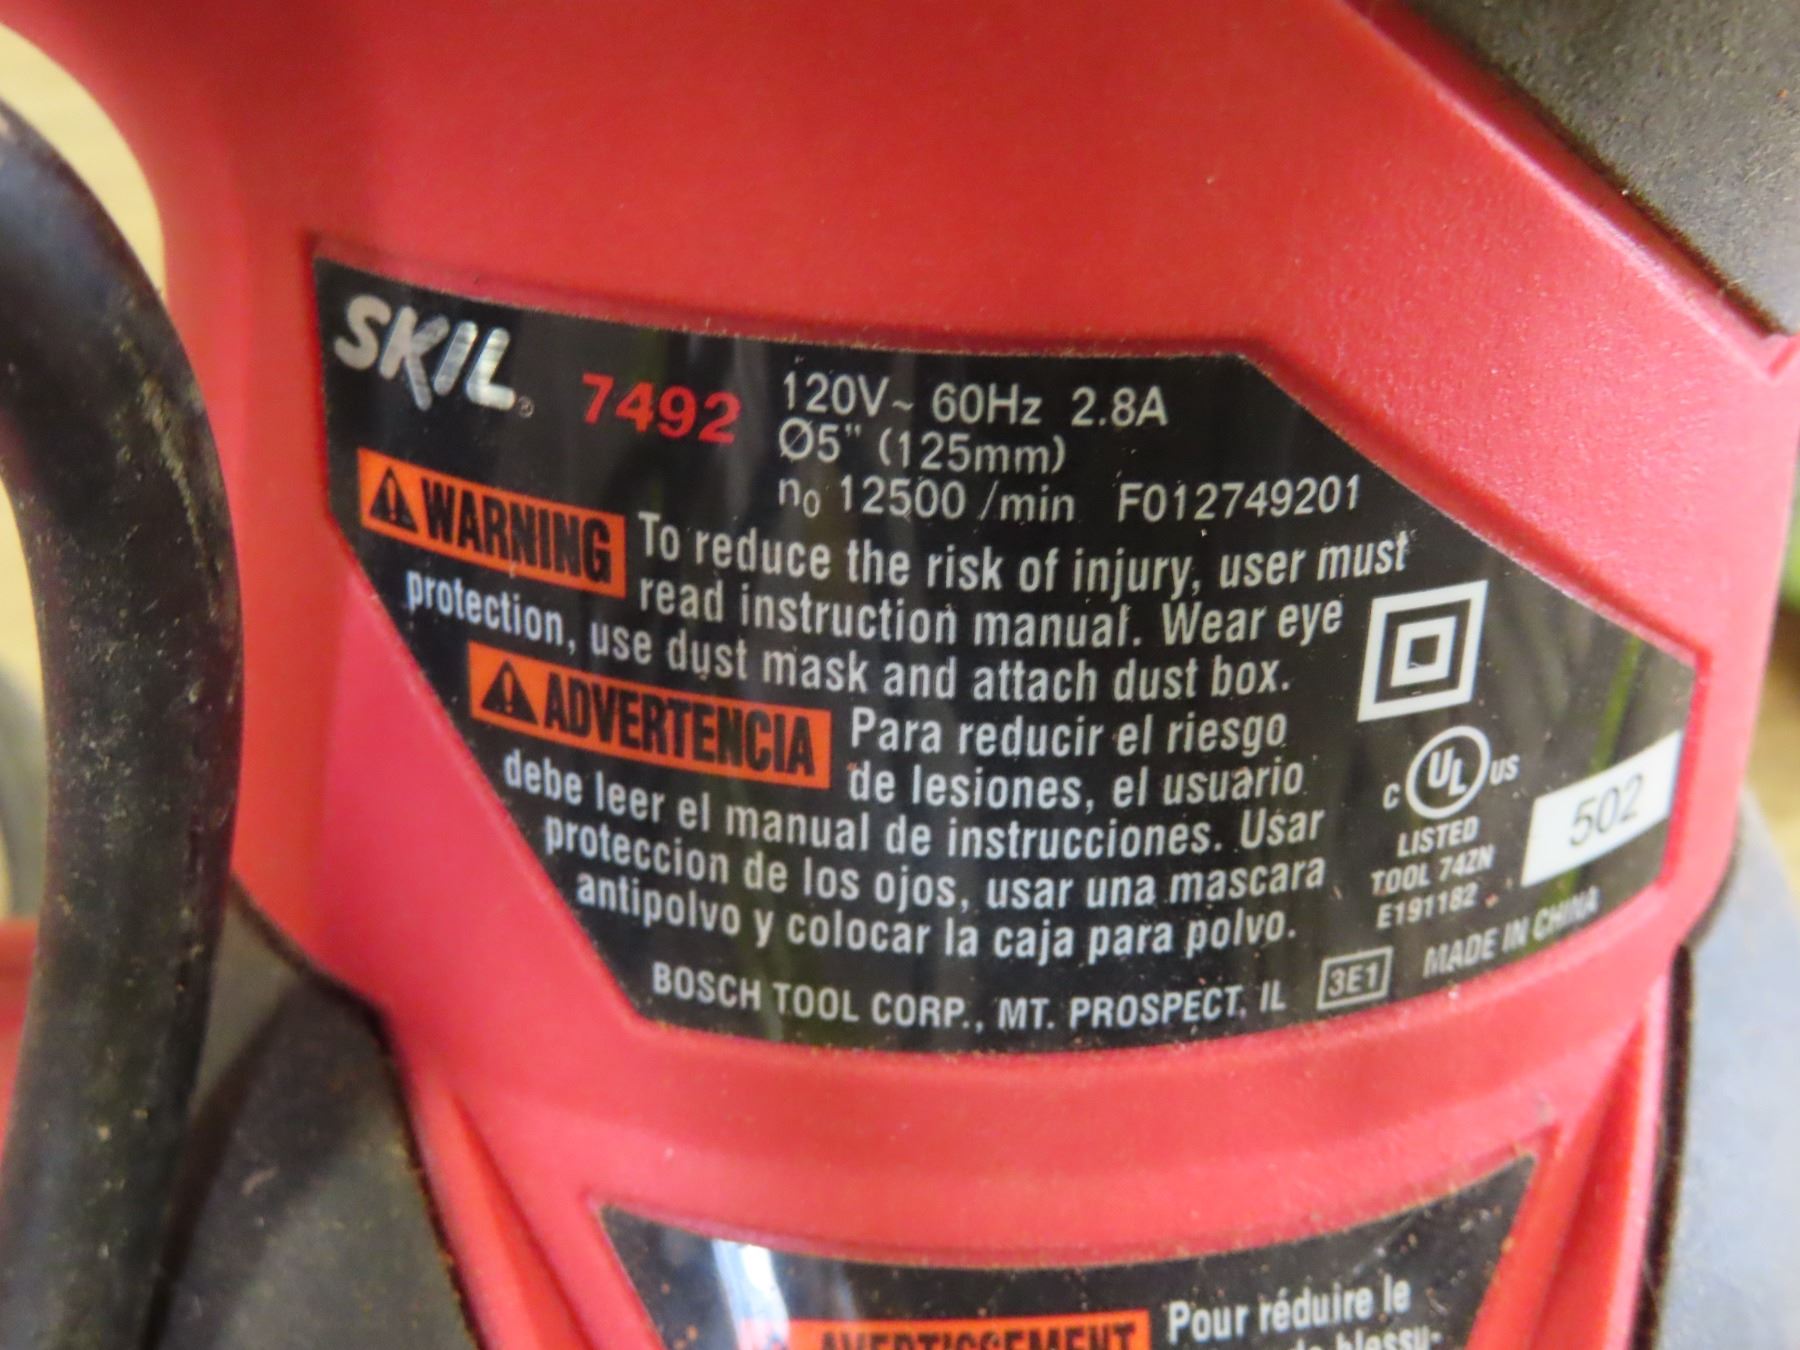 SKIL® 7492 120V~ 60Hz 2.8A
Ø5" (125mm)
n₀ 12500 /min F012749201
WARNING To reduce the risk of injury, user must
read instruction manual. Wear eye
protection, use dust mask and attach dust box.
ADVERTENCIA Para reducir el riesgo
de lesiones, el usuario
debe leer el manual de instrucciones. Usar
proteccion de los ojos, usar una mascara
antipolvo y colocar la caja para polvo.
BOSCH TOOL CORP., MT. PROSPECT, IL 3E1 MADE IN CHINA
C UL US
LISTED
TOOL 74ZN
E191182
502
AVERTISSEMENT Pour réduire le
de blessu-